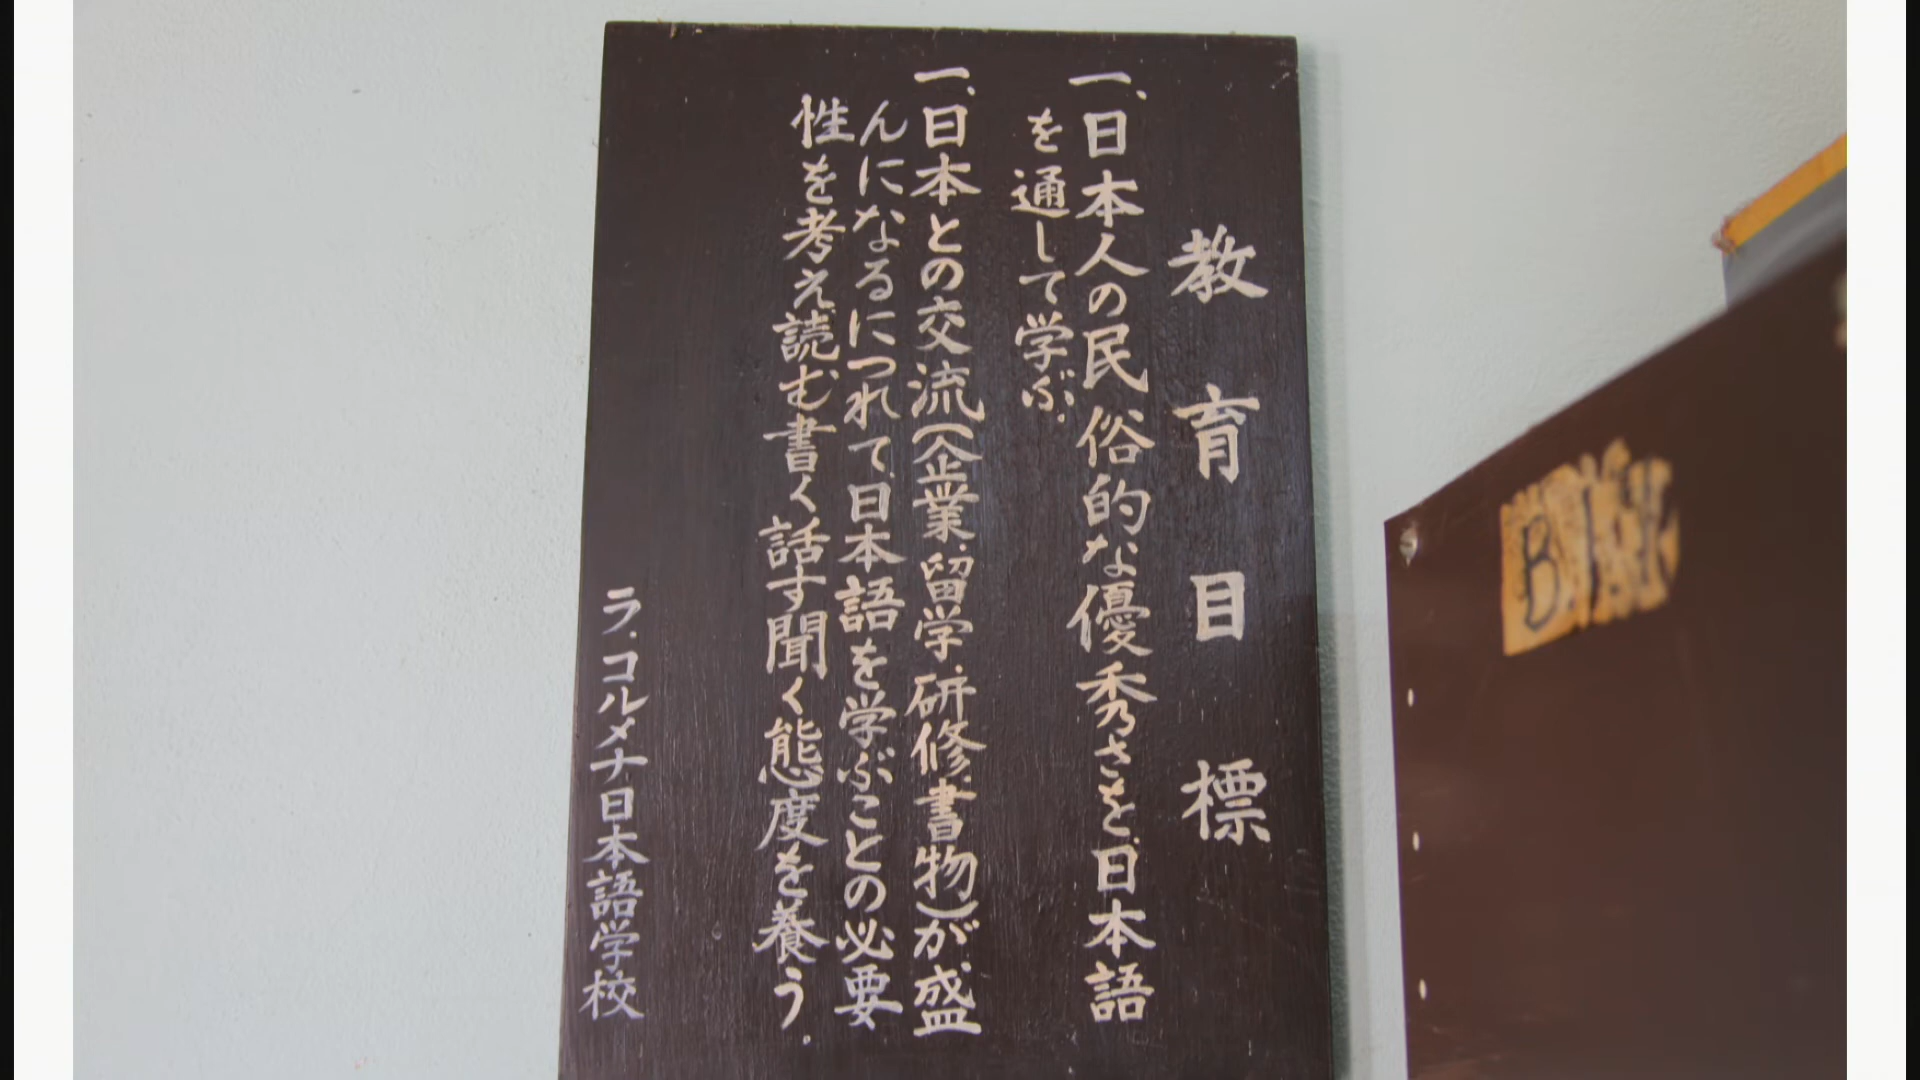 教育目標
一、日本人の民俗的な優秀さを、日本語
を通して学ぶ.
一、日本との交流(企業.留学.研修.書物)が盛
んになるにつれて、日本語を学ぶことの必要
性を考え、読む書く話す聞く態度を養う.
ラ.コルメナ日本語学校